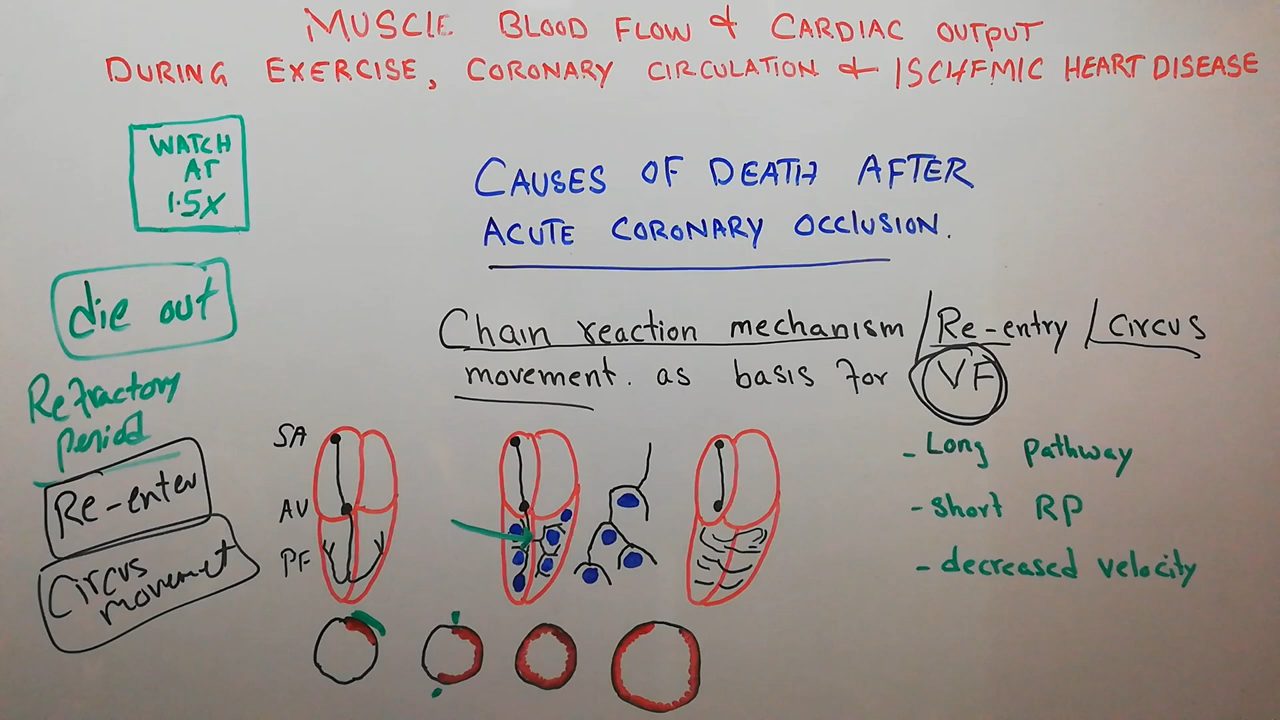 MUSCLE BLOOD FLOW & CARDIAC OUTPUT
DURING EXERCISE, CORONARY CIRCULATION & ISCHEMIC HEART DISEASE
WATCH
AT
1.5X
CAUSES OF DEATH AFTER
ACUTE CORONARY OCCLUSION.
die out
Chain reaction mechanism / Re-entry / Circus
movement. as basis for VF
Refractory
period
Re-enter
Circus
movement
SA
AV
PF
- Long pathway
- Short RP
- decreased velocity